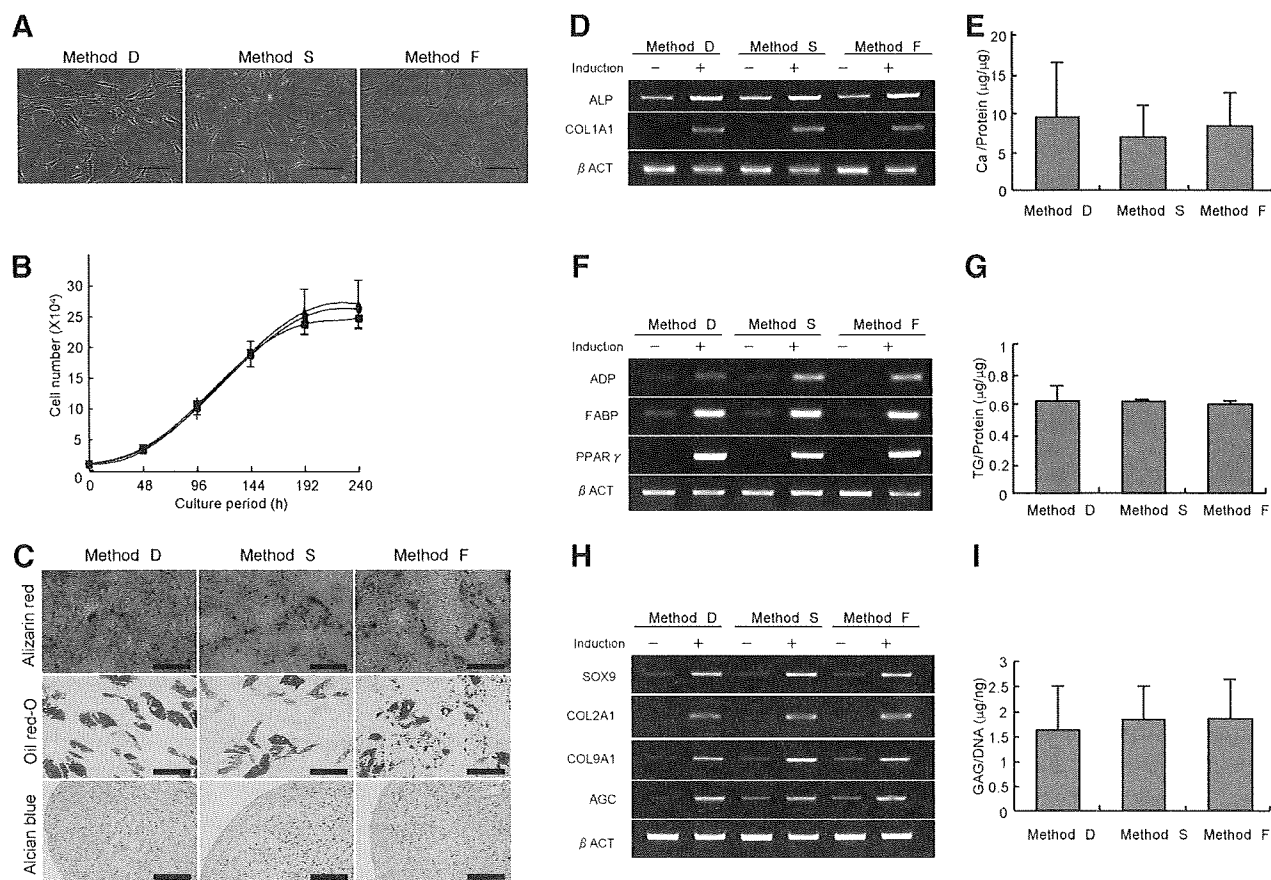 A
Method D Method S Method F
B
Cell number (X10⁴)
30
25
20
15
10
5
0
0 48 96 144 192 240
Culture period (h)
C
Method D Method S Method F
Alizarin red
Oil red-O
Alcian blue
D
Method D Method S Method F
Induction − + − + − +
ALP
COL1A1
β ACT
E
Ca/Protein (μg/μg)
20
15
10
5
0
Method D Method S Method F
F
Method D Method S Method F
Induction − + − + − +
ADP
FABP
PPAR γ
β ACT
G
TG/Protein (μg/μg)
1
0.8
0.6
0.4
0.2
0
Method D Method S Method F
H
Method D Method S Method F
Induction − + − + − +
SOX9
COL2A1
COL9A1
AGC
β ACT
I
GAG/DNA (μg/ng)
3
2.5
2
1.5
1
0.5
0
Method D Method S Method F